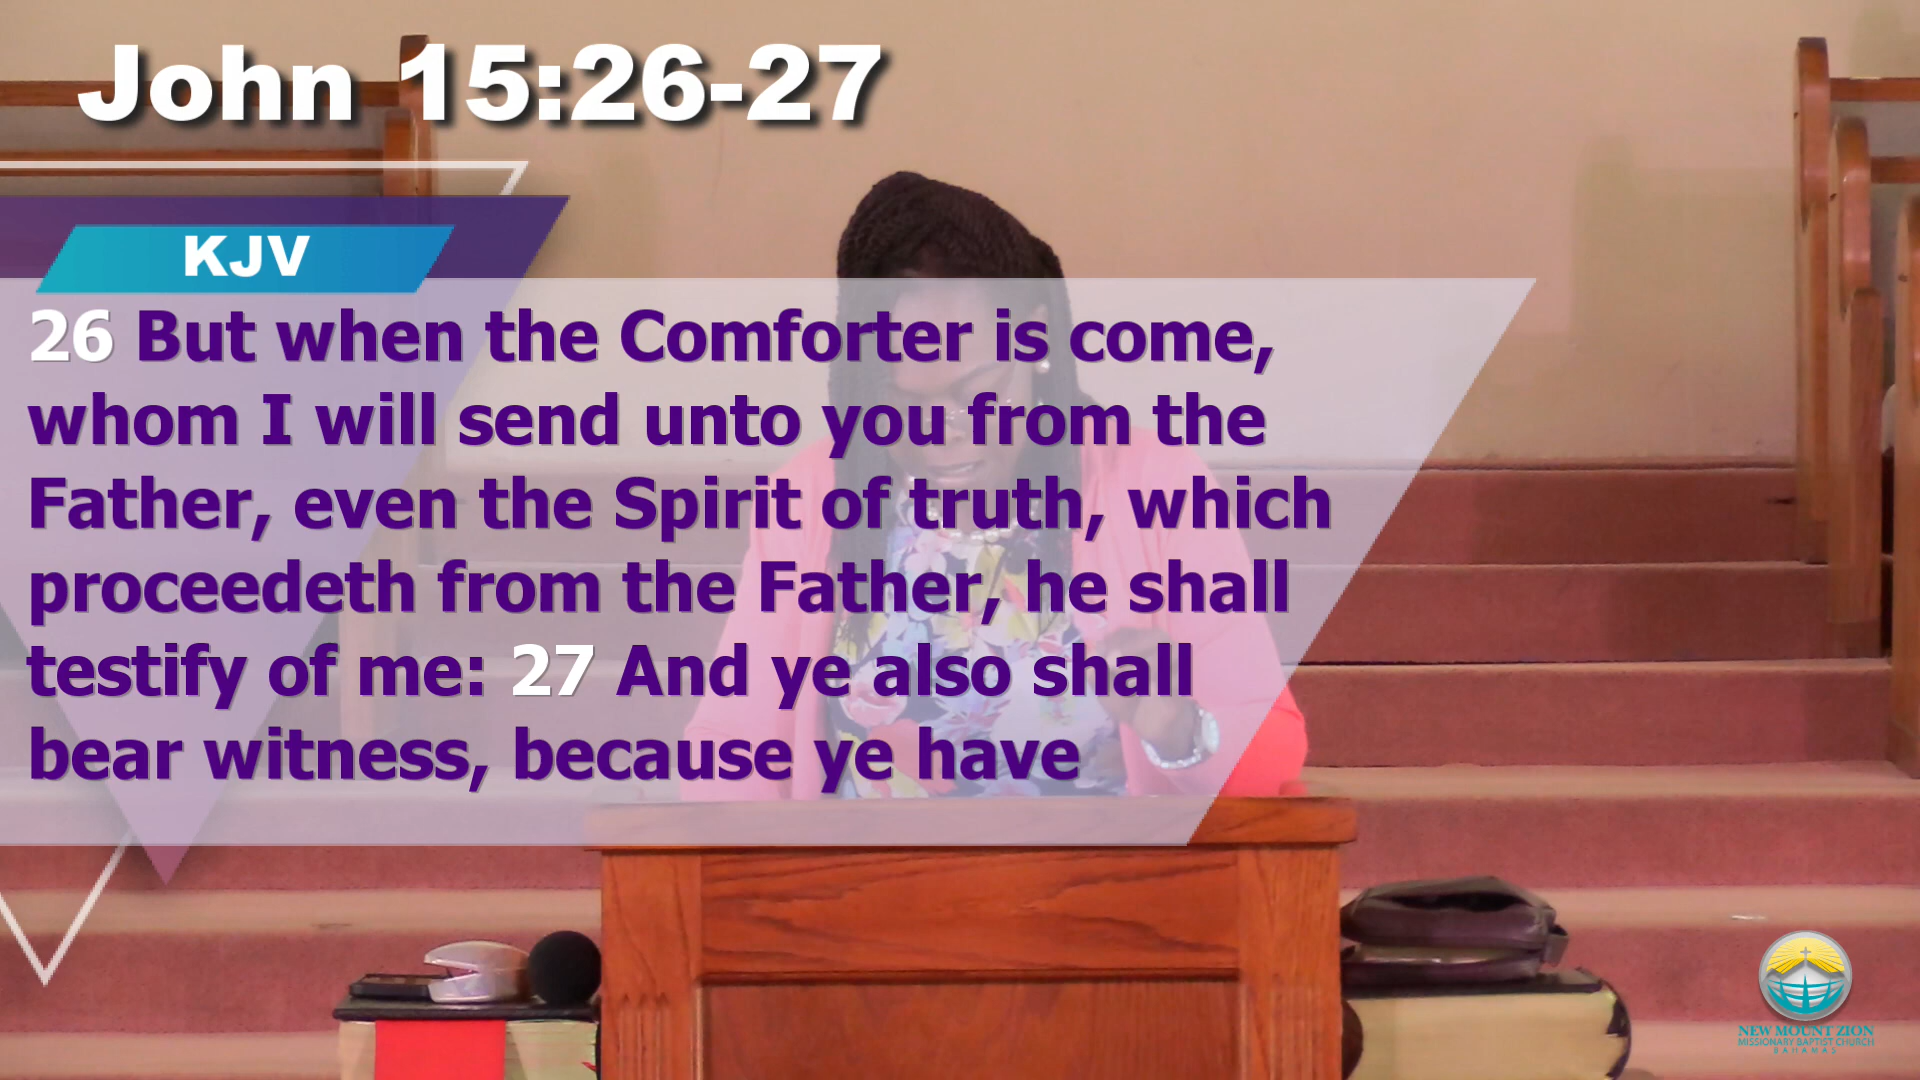 John 15:26-27
KJV
26 But when the Comforter is come,
whom I will send unto you from the
Father, even the Spirit of truth, which
proceedeth from the Father, he shall
testify of me: 27 And ye also shall
bear witness, because ye have
NEW MOUNT ZION
MISSIONARY BAPTIST CHURCH
BAHAMAS